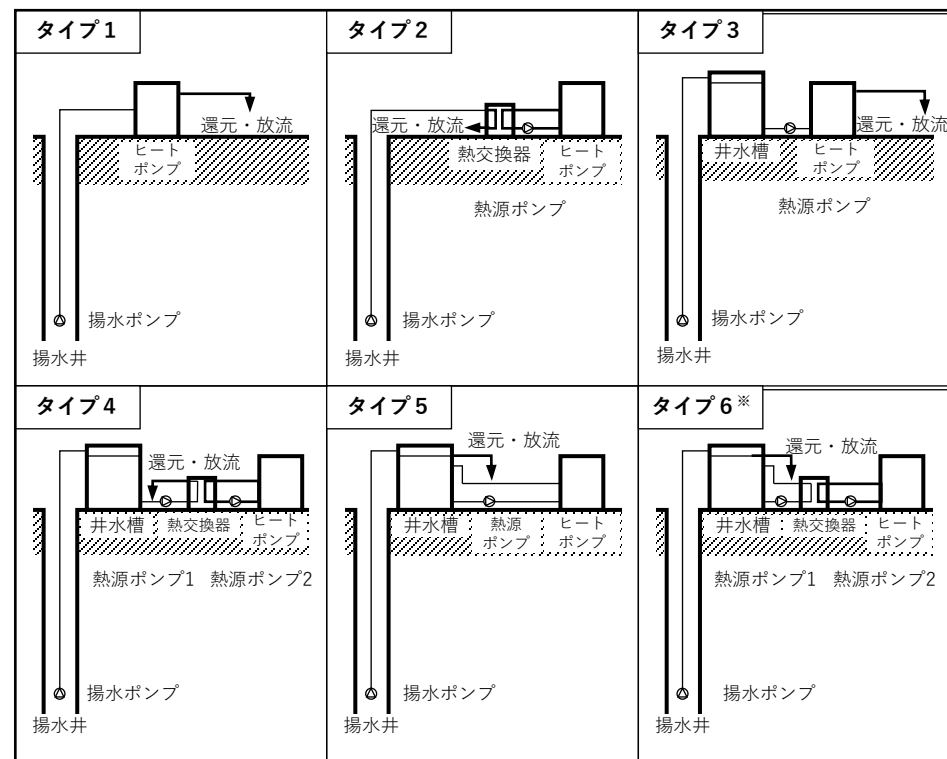 タイプ1
還元・放流
ヒート
ポンプ
揚水ポンプ
揚水井
タイプ2
還元・放流
熱交換器
ヒート
ポンプ
熱源ポンプ
揚水ポンプ
揚水井
タイプ3
還元・放流
井水槽
ヒート
ポンプ
熱源ポンプ
揚水ポンプ
揚水井
タイプ4
還元・放流
井水槽
熱交換器
ヒート
ポンプ
熱源ポンプ1
熱源ポンプ2
揚水ポンプ
揚水井
タイプ5
還元・放流
井水槽
熱源
ポンプ
ヒート
ポンプ
揚水ポンプ
揚水井
タイプ6※
還元・放流
井水槽
熱交換器
ヒート
ポンプ
熱源ポンプ1
熱源ポンプ2
揚水ポンプ
揚水井